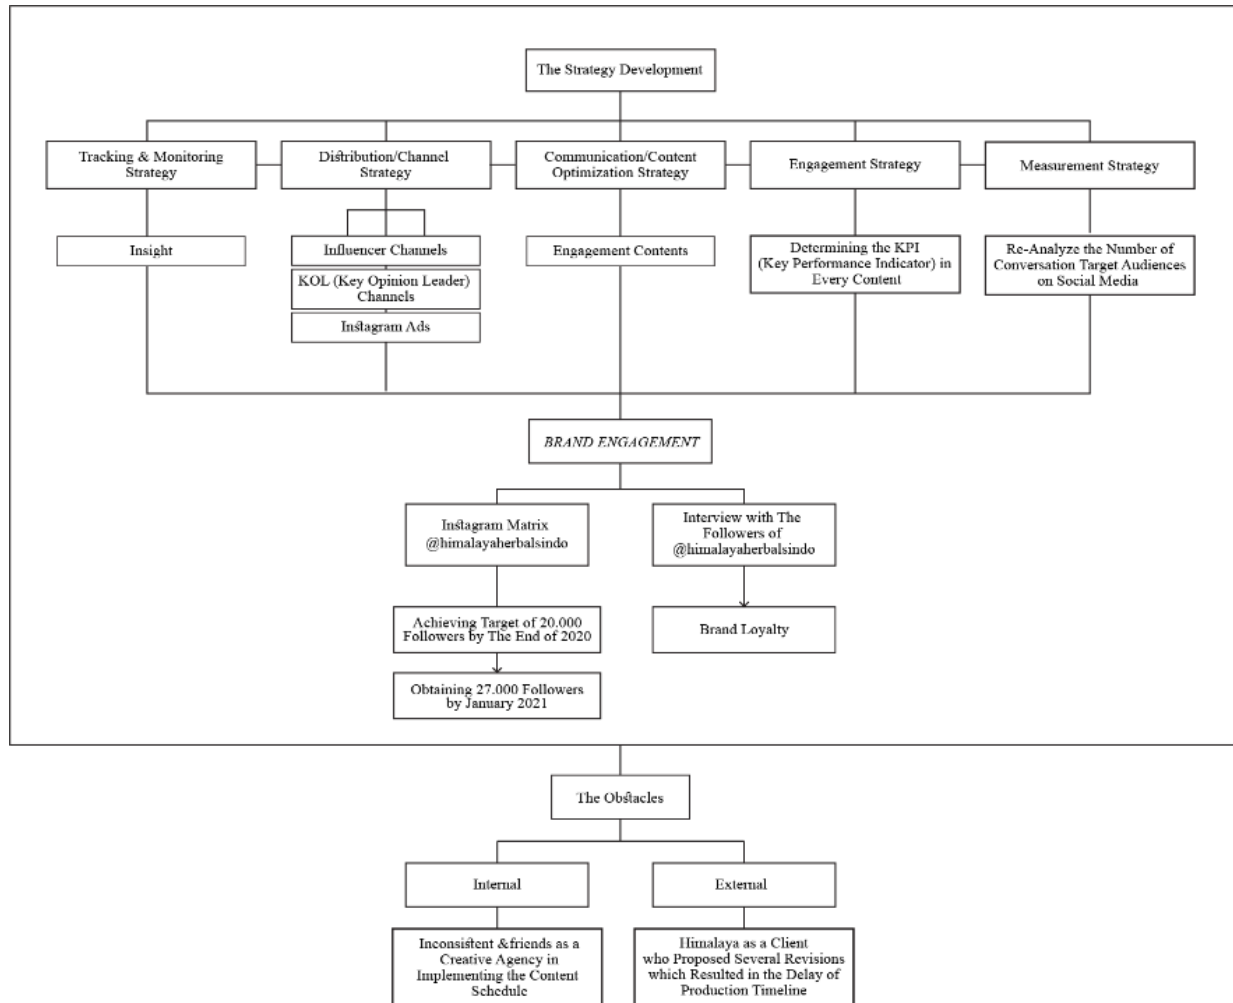 The Strategy Development
Tracking & Monitoring
Strategy
Distribution/Channel
Strategy
Communication/Content
Optimization Strategy
Engagement Strategy
Measurement Strategy
Insight
Influencer Channels
KOL (Key Opinion Leader)
Channels
Instagram Ads
Engagement Contents
Determining the KPI
(Key Performance Indicator) in
Every Content
Re-Analyze the Number of
Conversation Target Audiences
on Social Media
BRAND ENGAGEMENT
Instagram Matrix
@himalayaherbalsindo
Interview with The
Followers of
@himalayaherbalsindo
Achieving Target of 20.000
Followers by The End of 2020
Brand Loyalty
Obtaining 27.000 Followers
by January 2021
The Obstacles
Internal
External
Inconsistent &friends as a
Creative Agency in
Implementing the Content
Schedule
Himalaya as a Client
who Proposed Several Revisions
which Resulted in the Delay of
Production Timeline